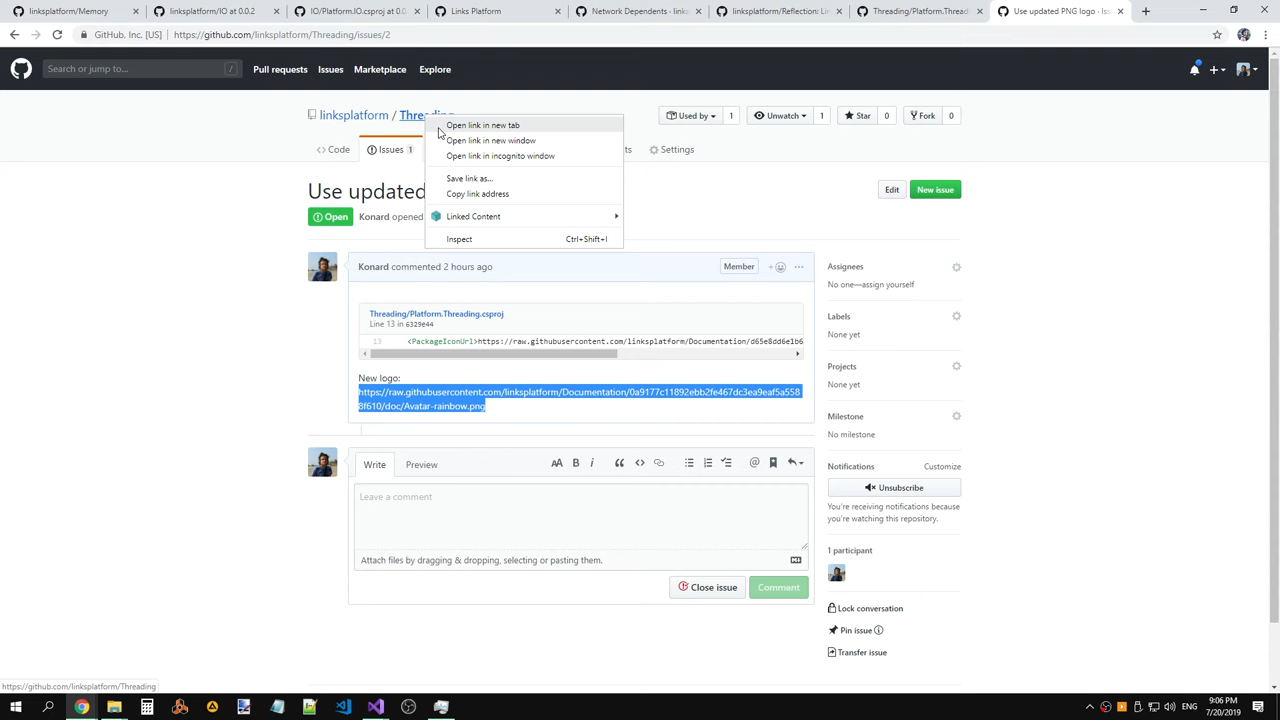 linksplatform/Memory
linksplatform/IO at 0.0.2
IO/Platform.IO.csproj at 0.0.
Links Platform
Network Dependents · links
linksplatform/Reflection: Lin
Threading/Platform.Thread
Use updated PNG logo · Iss
GitHub, Inc. [US] | https://github.com/linksplatform/Threading/issues/2
Search or jump to...
/
Pull requests
Issues
Marketplace
Explore
linksplatform / Threading
Used by 1
Unwatch 1
Star 0
Fork 0
Code
Issues 1
ts
Settings
Open link in new tab
Open link in new window
Open link in incognito window
Save link as...
Copy link address
Linked Content
Inspect Ctrl+Shift+I
Use updated
Edit
New issue
Open
Konard opened
Konard commented 2 hours ago
Member
Threading/Platform.Threading.csproj
Line 13 in 6329e44
13 <PackageIconUrl>https://raw.githubusercontent.com/linksplatform/Documentation/d65e8dd6e1b6
New logo:
https://raw.githubusercontent.com/linksplatform/Documentation/0a9177c11892ebb2fe467dc3ea9eaf5a558
8f610/doc/Avatar-rainbow.png
Write
Preview
Leave a comment
Attach files by dragging & dropping, selecting or pasting them.
Close issue
Comment
Assignees
No one—assign yourself
Labels
None yet
Projects
None yet
Milestone
No milestone
Notifications
Customize
Unsubscribe
You're receiving notifications because
you're watching this repository.
1 participant
Lock conversation
Pin issue
Transfer issue
https://github.com/linksplatform/Threading
ENG
9:06 PM
7/20/2019